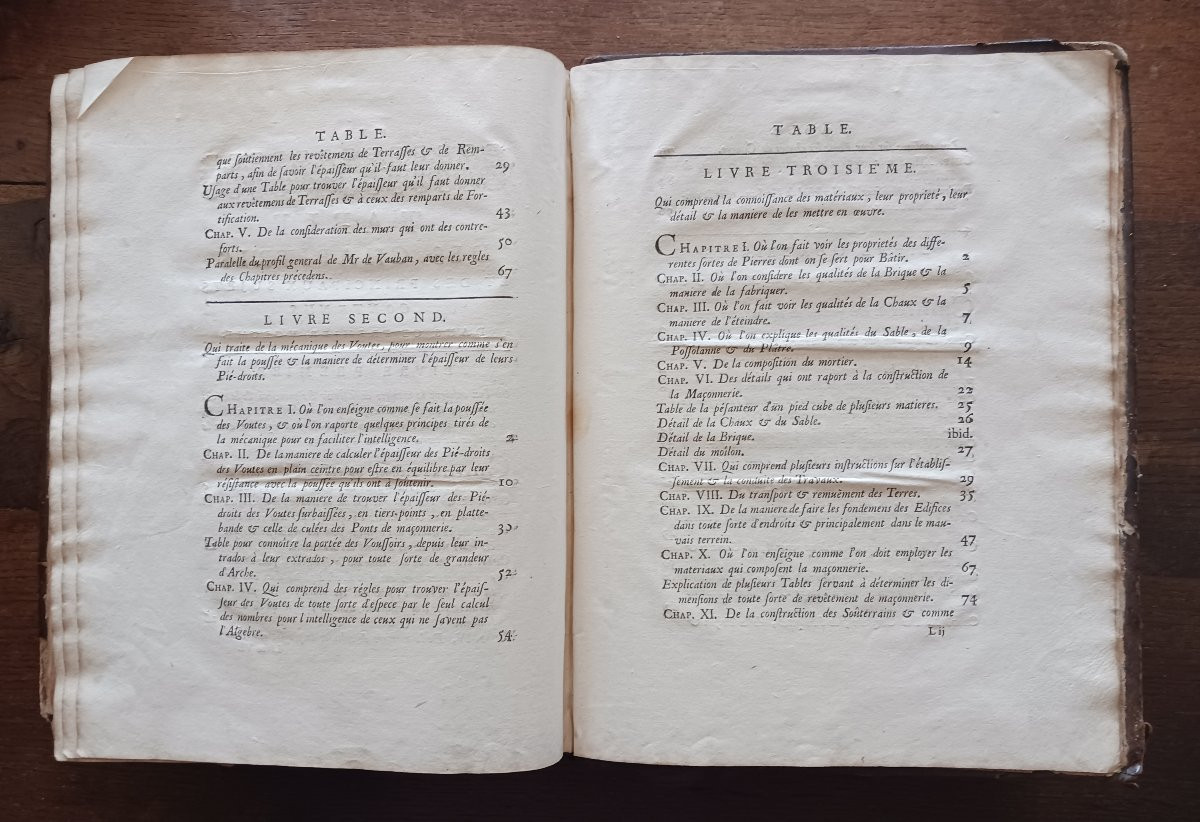 TABLE.
que ſoûtiennent les revêtemens de Terraſſes & de Rem-
parts, afin de ſavoir l'épaiſſeur qu'il faut leur donner. 29
Uſage d'une Table pour trouver l'épaiſſeur qu'il faut donner
aux revêtemens de Terraſſes & à ceux des remparts de For-
tification. 43
CHAP. V. De la conſideration des murs qui ont des contre-
forts. 50
Paralelle du profil general de Mr de Vauban, avec les regles
des Chapitres précedens. 67
LIVRE SECOND.
Qui traite de la mécanique des Voutes, pour montrer comme s'en
fait la pouſſée & la maniere de déterminer l'épaiſſeur de leurs
Pié-droits.
CHAPITRE I. Où l'on enſeigne comme ſe fait la pouſſée
des Voutes, & où l'on raporte quelques principes tirés de
la mécanique pour en faciliter l'intelligence. 2
CHAP. II. De la maniere de calculer l'épaiſſeur des Pié-droits
des Voutes en plain ceintre pour eſtre en équilibre par leur
réſiſtance avec la pouſſée qu'ils ont à ſoutenir. 10
CHAP. III. De la maniere de trouver l'épaiſſeur des Pié-
droits des Voutes ſurbaiſſées, en tiers-points, en platte-
bande & celle de culées des Ponts de maçonnerie.
Table pour connoitre la portée des Vouſſoirs, depuis leur in-
trados à leur extrados, pour toute ſorte de grandeur
d'Arche. 52
CHAP. IV. Qui comprend des régles pour trouver l'épaiſ-
ſeur des Voutes de toute ſorte d'eſpece par le ſeul calcul
des nombres pour l'intelligence de ceux qui ne ſavent pas
l'Algebre. 54
TABLE.
LIVRE TROISIE'ME.
Qui comprend la connoiſſance des matériaux, leur proprieté, leur
détail & la maniere de les mettre en œuvre.
CHAPITRE I. Où l'on fait voir les proprietés des diffe-
rentes ſortes de Pierres dont on ſe ſert pour Bâtir. 2
CHAP. II. Où l'on conſidere les qualités de la Brique & la
maniere de la fabriquer. 5
CHAP. III. Où l'on fait voir les qualités de la Chaux & la
maniere de l'éteindre. 7
CHAP. IV. Où l'on explique les qualités du Sable, de la
Poſſolanne & du Plâtre. 9
CHAP. V. De la compoſition du mortier. 14
CHAP. VI. Des détails qui ont raport à la conſtruction de
la Maçonnerie. 22
Table de la péſanteur d'un pied cube de pluſieurs matieres. 25
Détail de la Chaux & du Sable. 26
Détail de la Brique. ibid.
Détail du moilon. 27
CHAP. VII. Qui comprend pluſieurs inſtructions ſur l'établiſ-
ſement & la conduite des Travaux. 29
CHAP. VIII. Du tranſport & remuëment des Terres. 35
CHAP. IX. De la maniere de faire les fondemens des Edifices
dans toute ſorte d'endroits & principalement dans le mau-
vais terrein. 47
CHAP. X. Où l'on enſeigne comme l'on doit employer les
materiaux qui compoſent la maçonnerie. 67
Explication de pluſieurs Tables ſervant à déterminer les di-
menſions de toute ſorte de revêtement de maçonnerie. 74
CHAP. XI. De la conſtruction des Soûterrains & comme
Lij